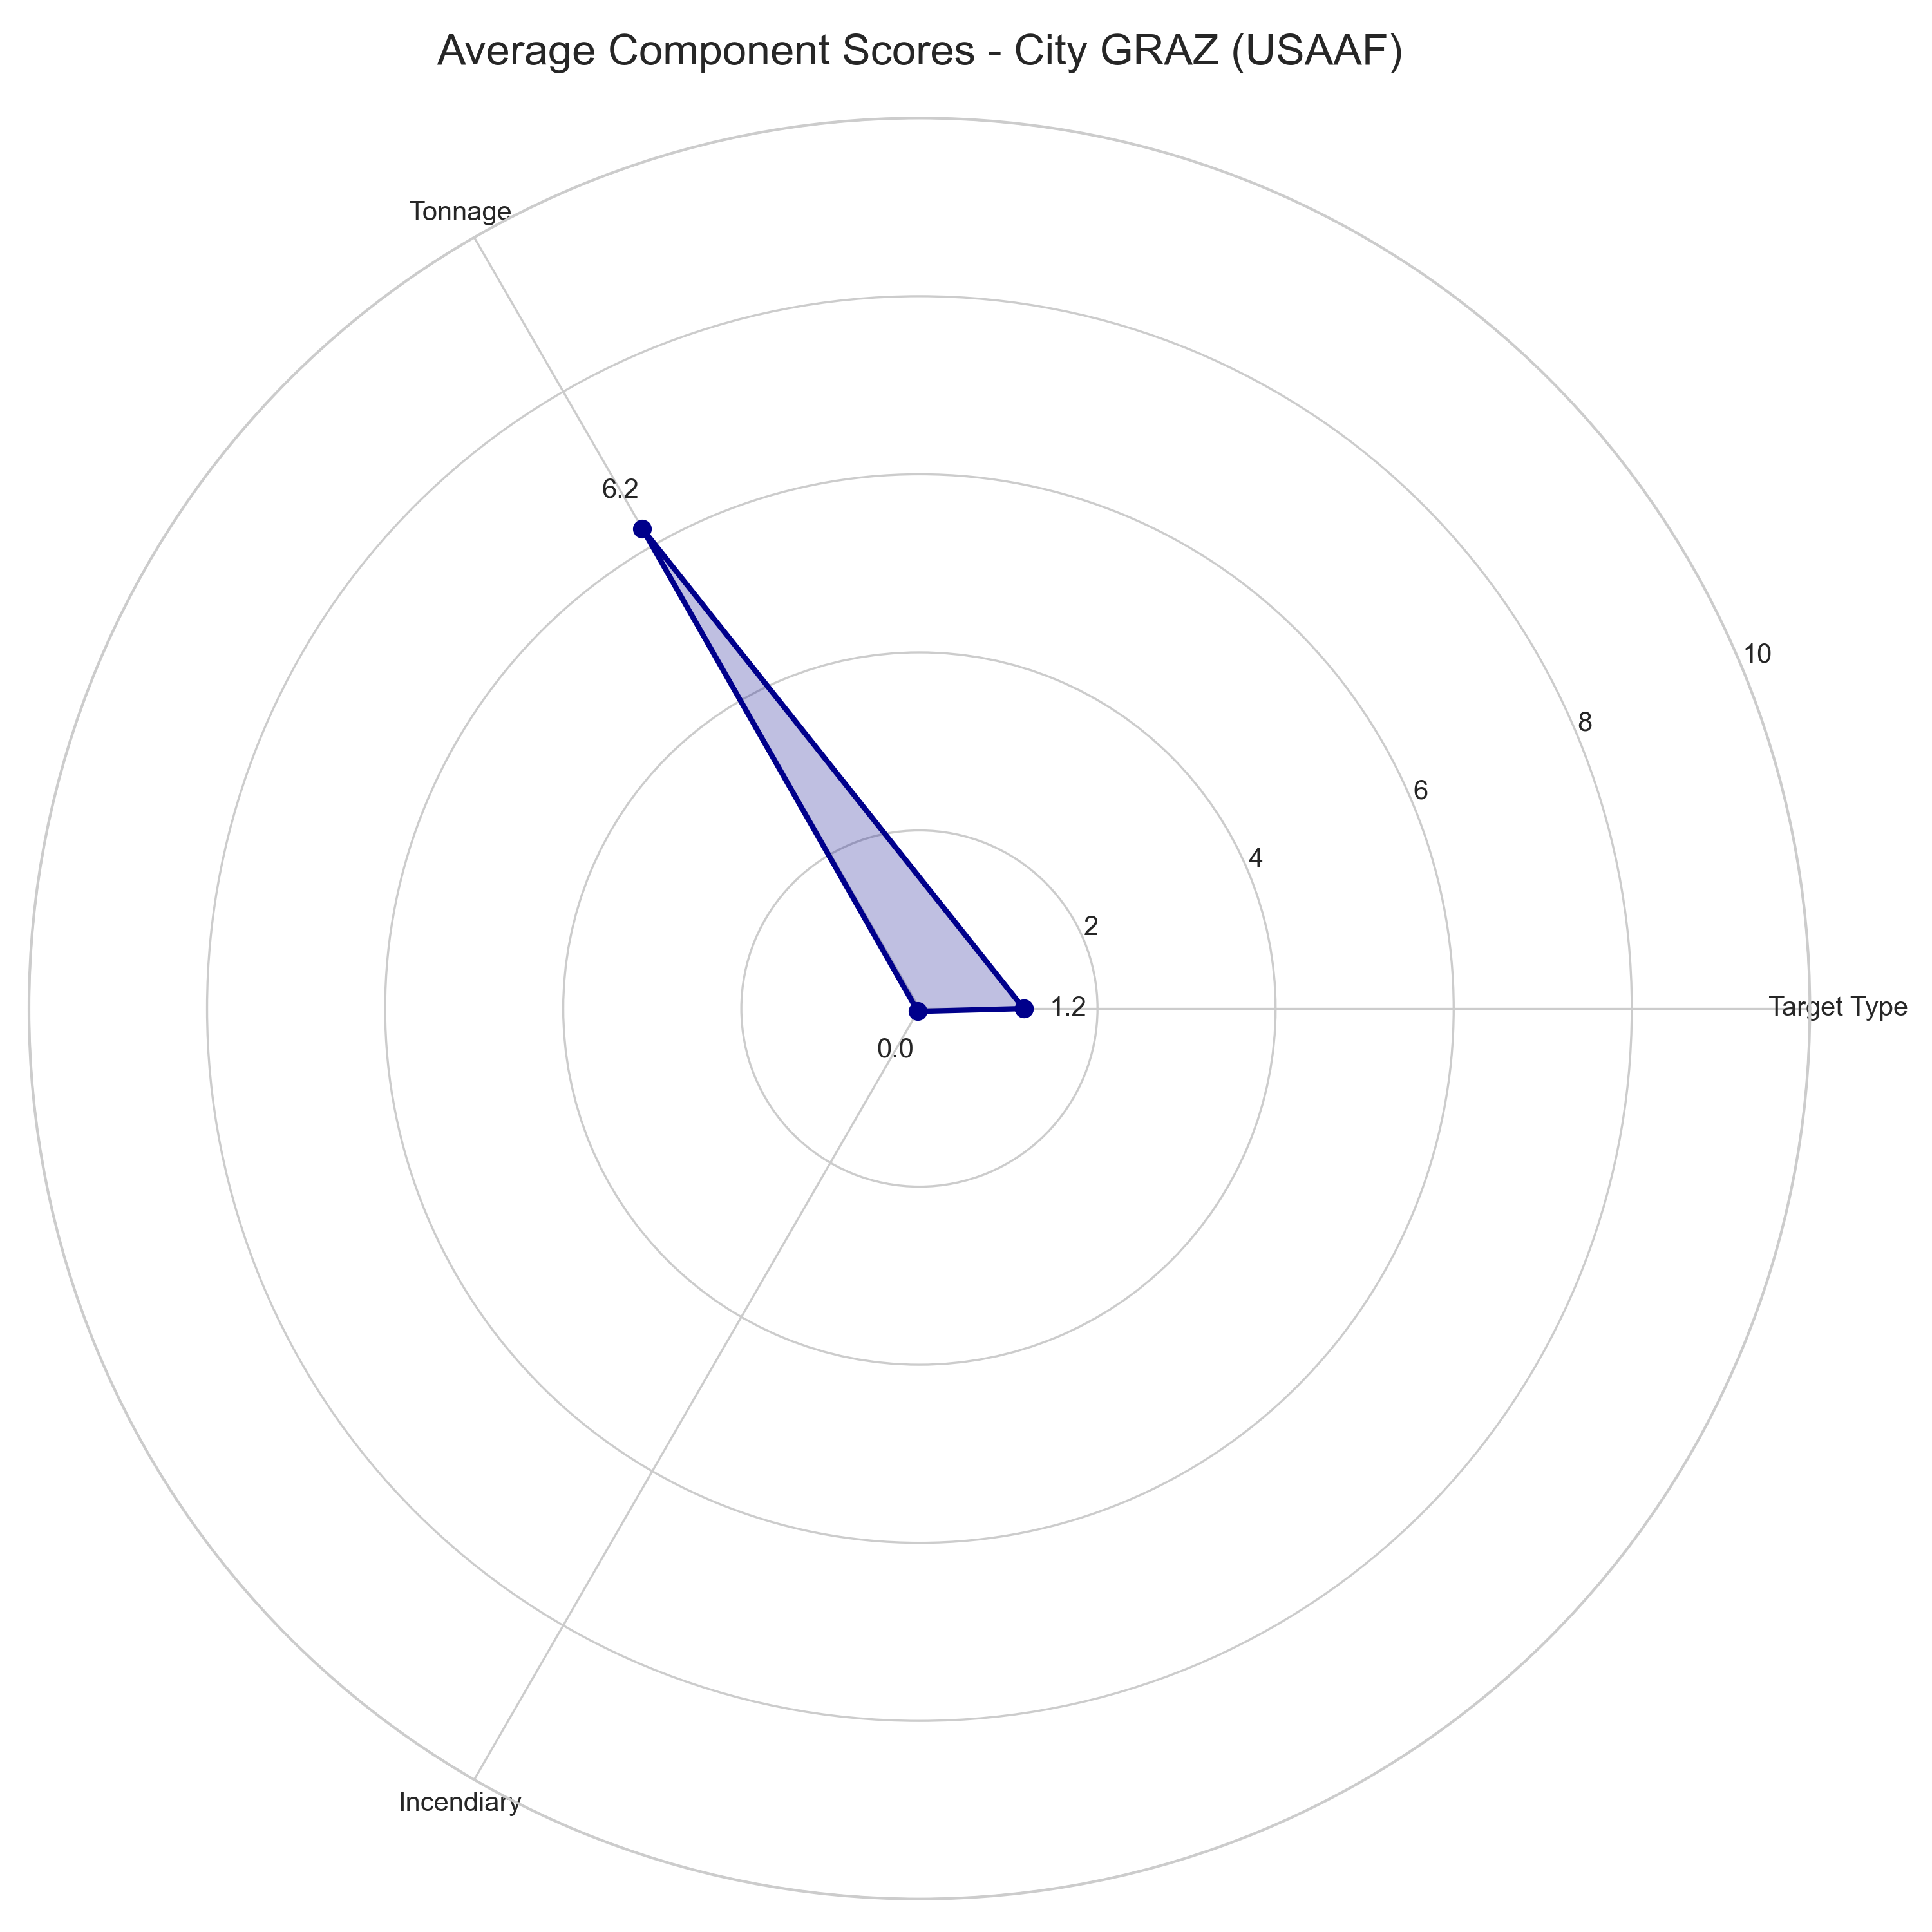 Average Component Scores - City GRAZ (USAAF)
Tonnage
6.2
10
8
6
4
2
1.2
Target Type
0.0
Incendiary